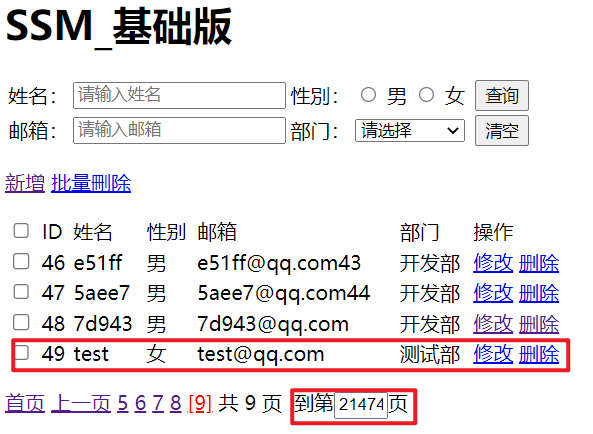 SSM_基础版
姓名： 请输入姓名 性别： 男 女 查询
邮箱： 请输入邮箱 部门： 请选择 清空
新增 批量删除
ID 姓名 性别 邮箱 部门 操作
46 e51ff 男 e51ff@qq.com43 开发部 修改 删除
47 5aee7 男 5aee7@qq.com44 开发部 修改 删除
48 7d943 男 7d943@qq.com 开发部 修改 删除
49 test 女 test@qq.com 测试部 修改 删除
首页 上一页 5 6 7 8 [9] 共 9 页 到第 21474 页